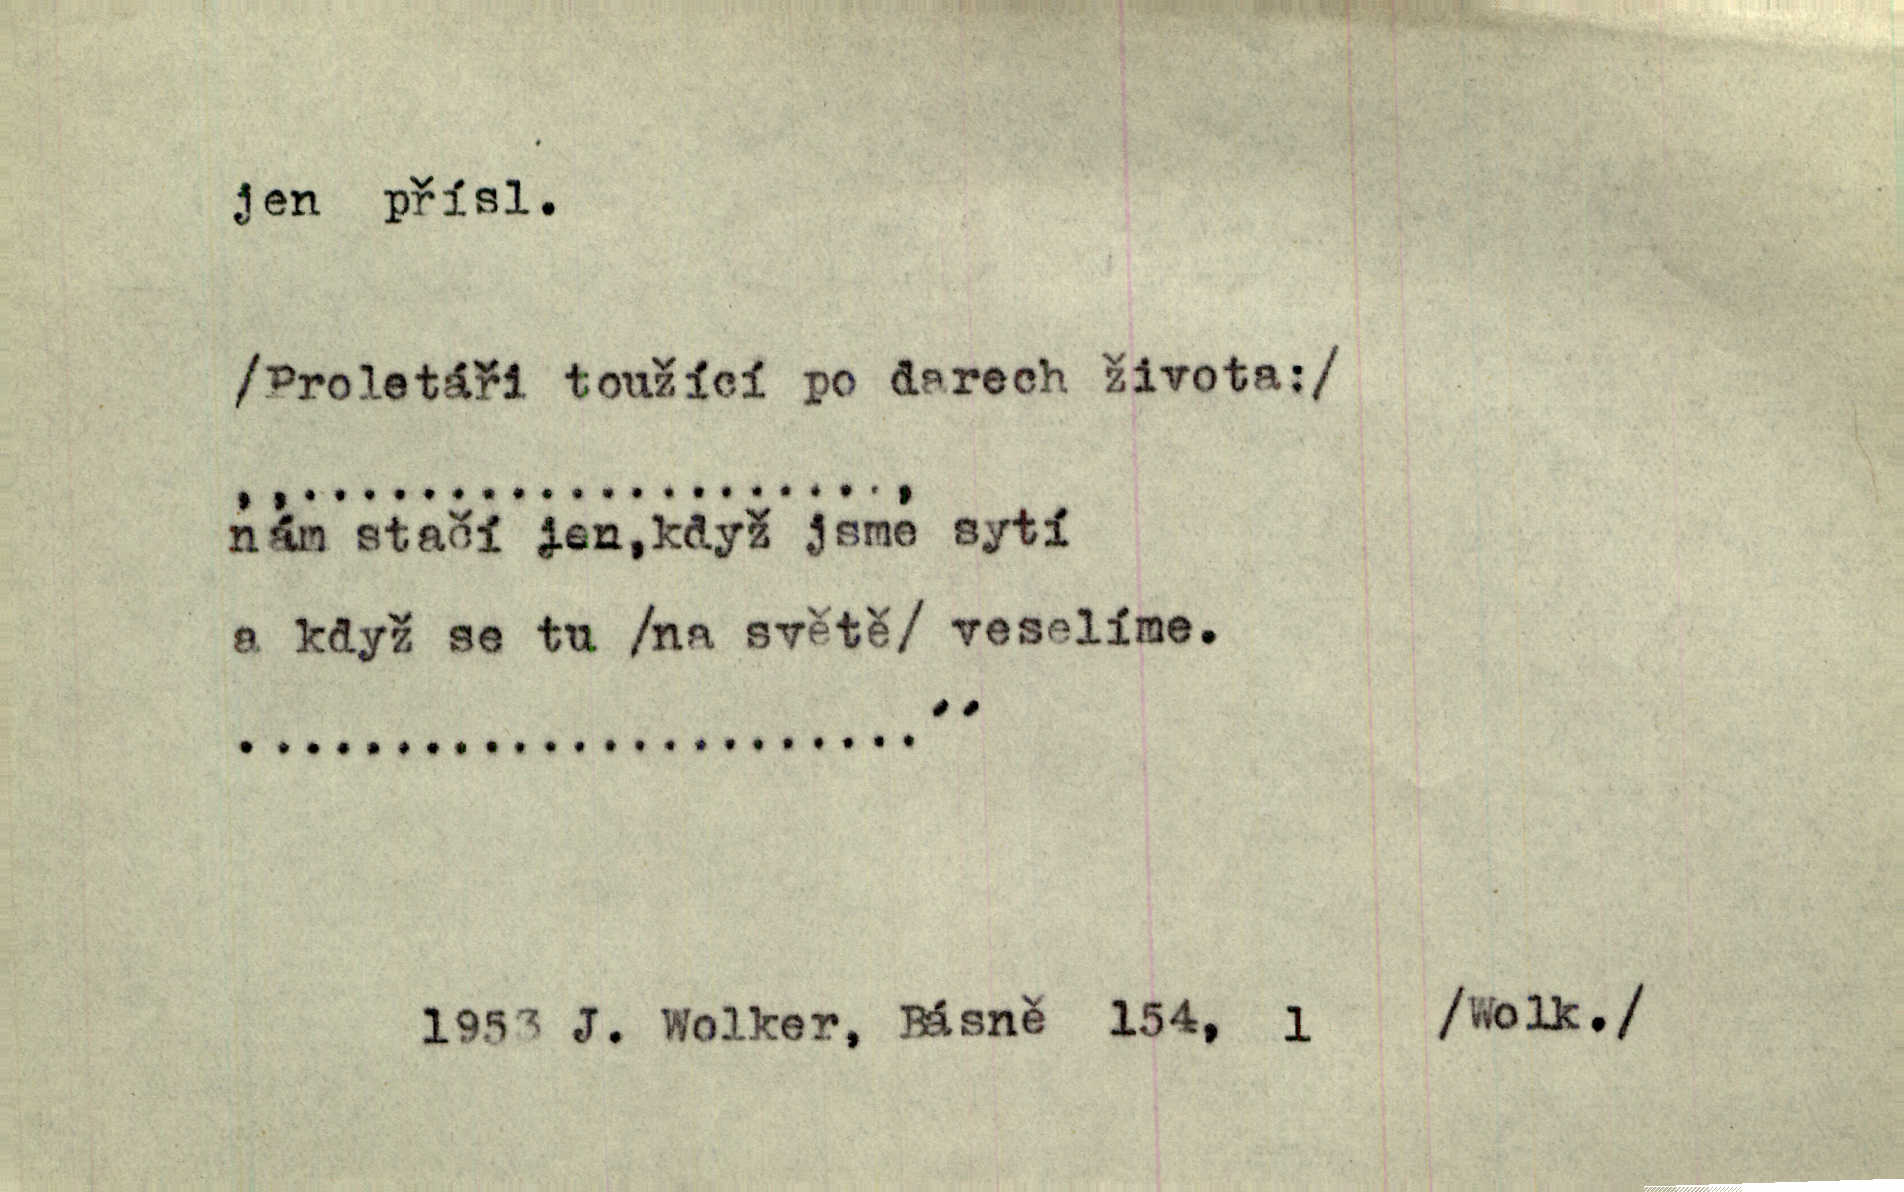 jen přísl.
/Proletáři toužící po darech života:/
,,.....................,
nám stačí jen,když jsme sytí
a když se tu /na světě/ veselíme.
.......................´´
1953 J. Wolker, Básně 154, 1 /Wolk./